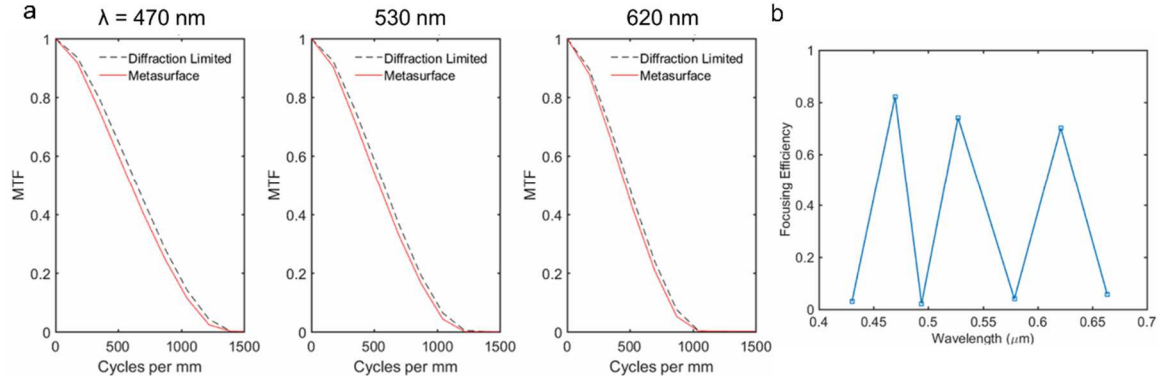 a
λ = 470 nm
530 nm
620 nm
b
1
0.8
0.6
0.4
0.2
0
MTF
Diffraction Limited
Metasurface
0 500 1000 1500
Cycles per mm
1
0.8
0.6
0.4
0.2
0
MTF
Diffraction Limited
Metasurface
0 500 1000 1500
Cycles per mm
1
0.8
0.6
0.4
0.2
0
MTF
Diffraction Limited
Metasurface
0 500 1000 1500
Cycles per mm
1
0.8
0.6
0.4
0.2
0
Focusing Efficiency
0.4 0.45 0.5 0.55 0.6 0.65 0.7
Wavelength (μm)